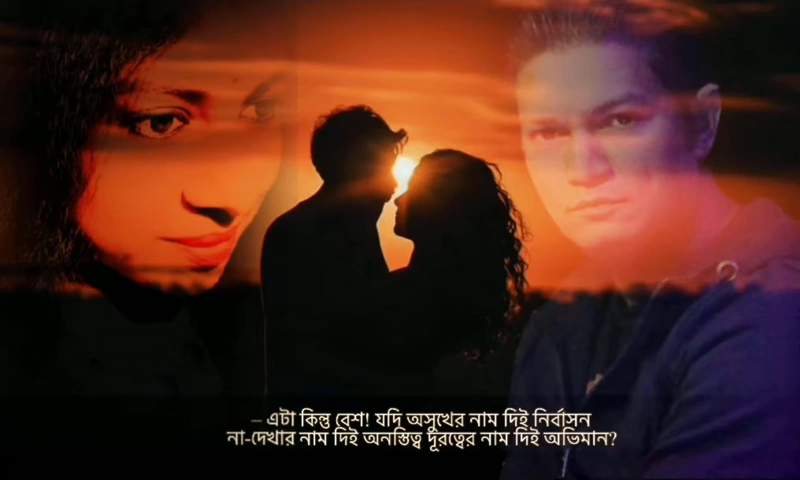 – এটা কিন্তু বেশ! যদি অসুখের নাম দিই নির্বাসন
না-দেখার নাম দিই অনস্তিত্ব দূরত্বের নাম দিই অভিমান?